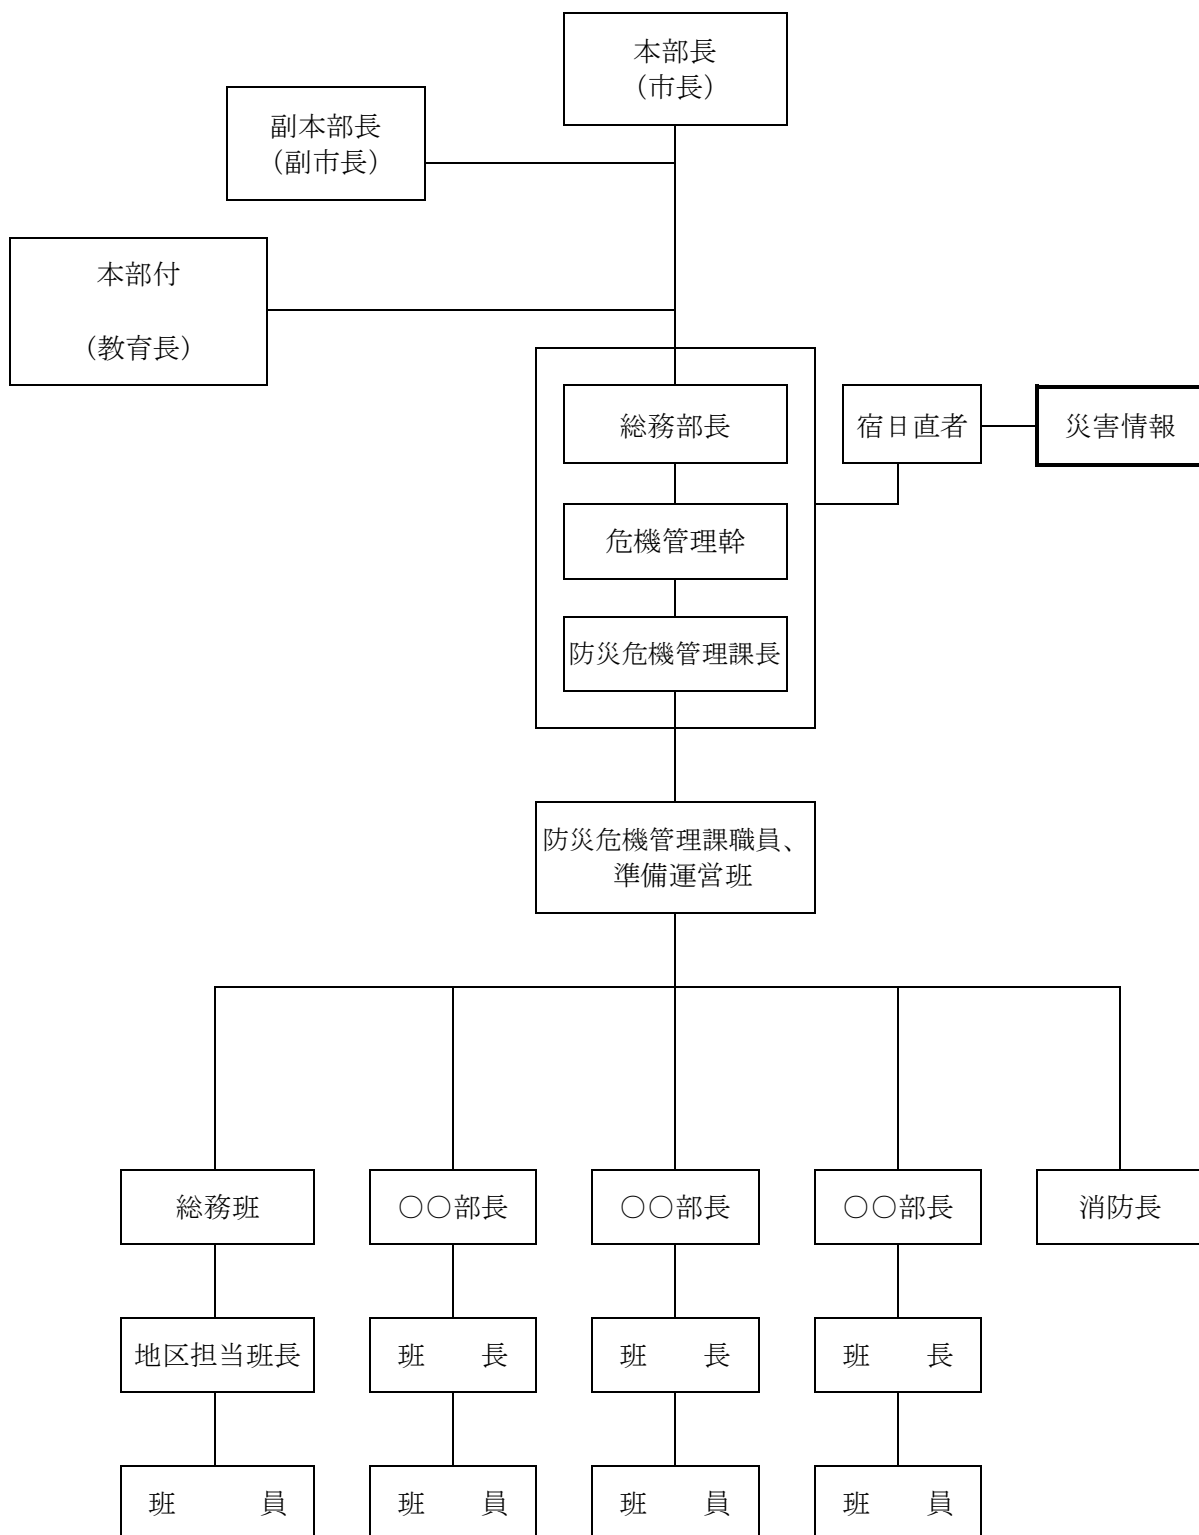 本部長
（市長）
副本部長
（副市長）
本部付
（教育長）
総務部長
宿日直者
災害情報
危機管理幹
防災危機管理課長
防災危機管理課職員、
準備運営班
総務班
○○部長
○○部長
○○部長
消防長
地区担当班長
班　　長
班　　長
班　　長
班　　　員
班　　員
班　　員
班　　員